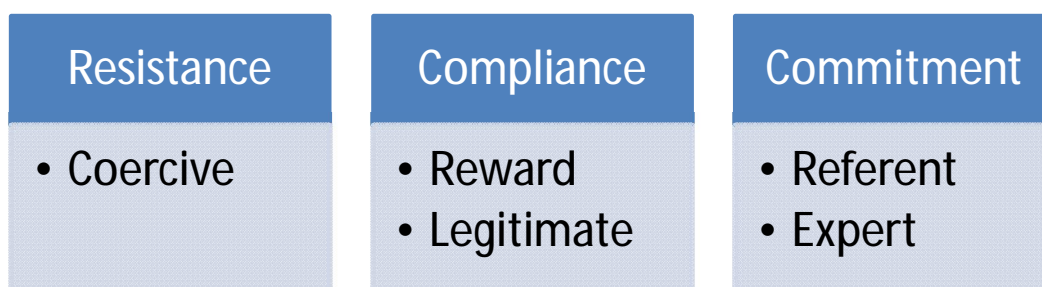 Resistance
• Coercive
Compliance
• Reward
• Legitimate
Commitment
• Referent
• Expert